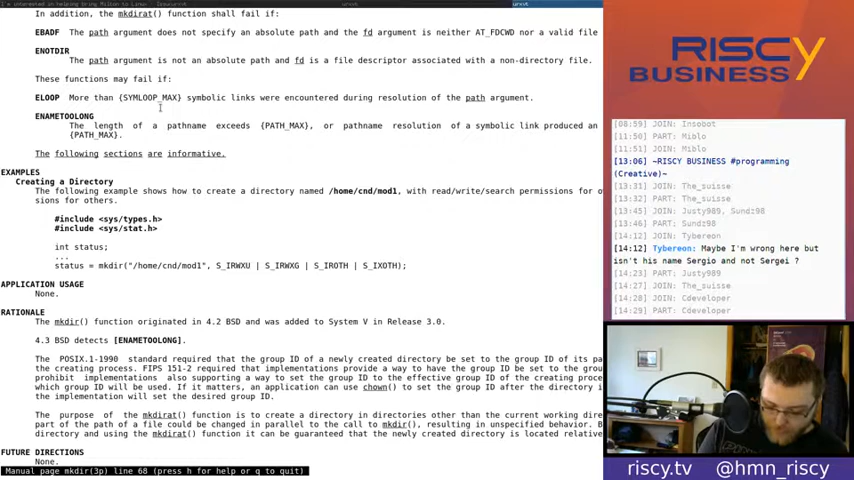 I'm interested in helping bring Milton to Linux
urxvt
urxvt
In addition, the mkdirat() function shall fail if:
EBADF The path argument does not specify an absolute path and the fd argument is neither AT_FDCWD nor a valid file
ENOTDIR
The path argument is not an absolute path and fd is a file descriptor associated with a non-directory file.
These functions may fail if:
ELOOP More than {SYMLOOP_MAX} symbolic links were encountered during resolution of the path argument.
ENAMETOOLONG
The length of a pathname exceeds {PATH_MAX}, or pathname resolution of a symbolic link produced an
{PATH_MAX}.
The following sections are informative.
EXAMPLES
Creating a Directory
The following example shows how to create a directory named /home/cnd/mod1, with read/write/search permissions for o
sions for others.
#include <sys/types.h>
#include <sys/stat.h>
int status;
...
status = mkdir("/home/cnd/mod1", S_IRWXU | S_IRWXG | S_IROTH | S_IXOTH);
APPLICATION USAGE
None.
RATIONALE
The mkdir() function originated in 4.2 BSD and was added to System V in Release 3.0.
4.3 BSD detects [ENAMETOOLONG].
The POSIX.1-1990 standard required that the group ID of a newly created directory be set to the group ID of its pa
the creating process. FIPS 151-2 required that implementations provide a way to have the group ID be set to the grou
prohibit implementations also supporting a way to set the group ID to the effective group ID of the creating proce
which group ID will be used. If it matters, an application can use chown() to set the group ID after the directory i
the implementation will set the desired group ID.
The purpose of the mkdirat() function is to create a directory in directories other than the current working dire
part of the path of a file could be changed in parallel to the call to mkdir(), resulting in unspecified behavior. B
directory and using the mkdirat() function it can be guaranteed that the newly created directory is located relative
FUTURE DIRECTIONS
None.
Manual page mkdir(3p) line 68 (press h for help or q to quit)
RISCY
BUSINESS
[08:59] JOIN: Insobot
[11:50] PART: Miblo
[11:51] JOIN: Miblo
[13:06] ~RISCY BUSINESS #programming
(Creative)~
[13:31] JOIN: The_suisse
[13:32] PART: The_suisse
[13:45] JOIN: Justy989, Sundz98
[13:46] PART: Sundz98
[14:12] JOIN: Tybereon
[14:12] Tybereon: Maybe I'm wrong here but
isn't his name Sergio and not Sergei ?
[14:23] PART: Justy989
[14:27] JOIN: The_suisse
[14:28] JOIN: Cdeveloper
[14:29] PART: Cdeveloper
riscy.tv @hmn_riscy